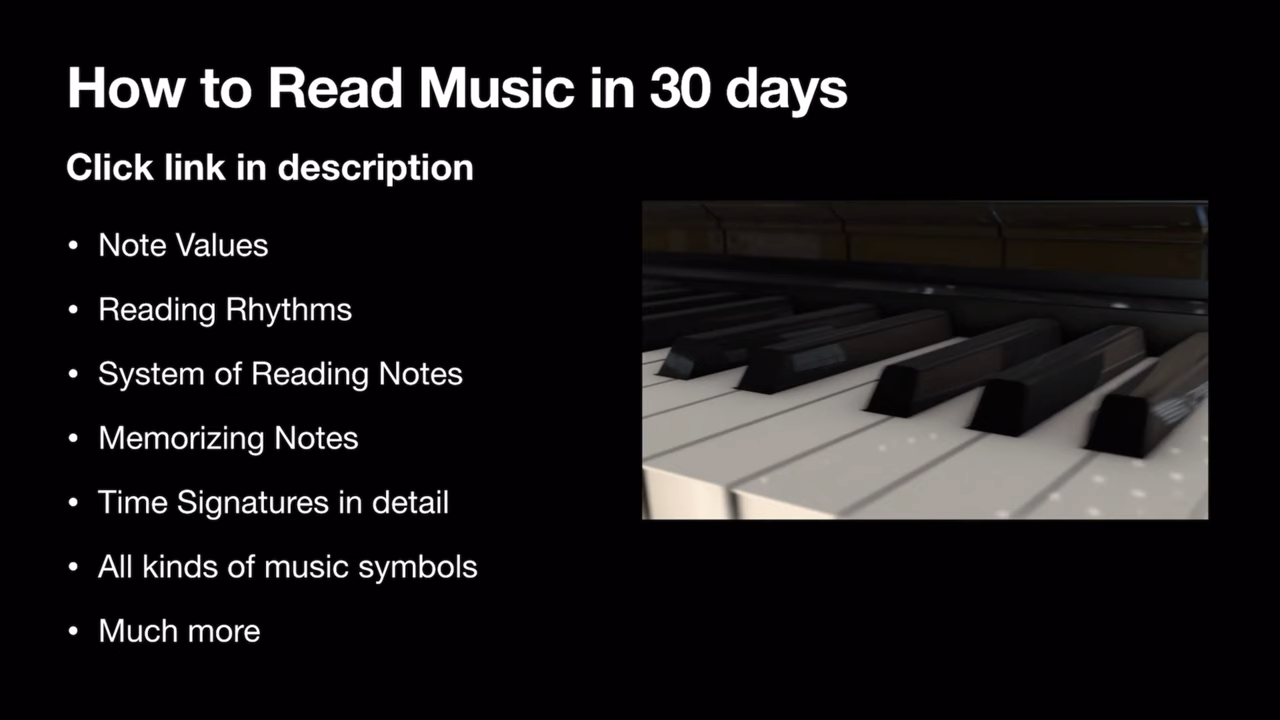 How to Read Music in 30 days
Click link in description
• Note Values
• Reading Rhythms
• System of Reading Notes
• Memorizing Notes
• Time Signatures in detail
• All kinds of music symbols
• Much more